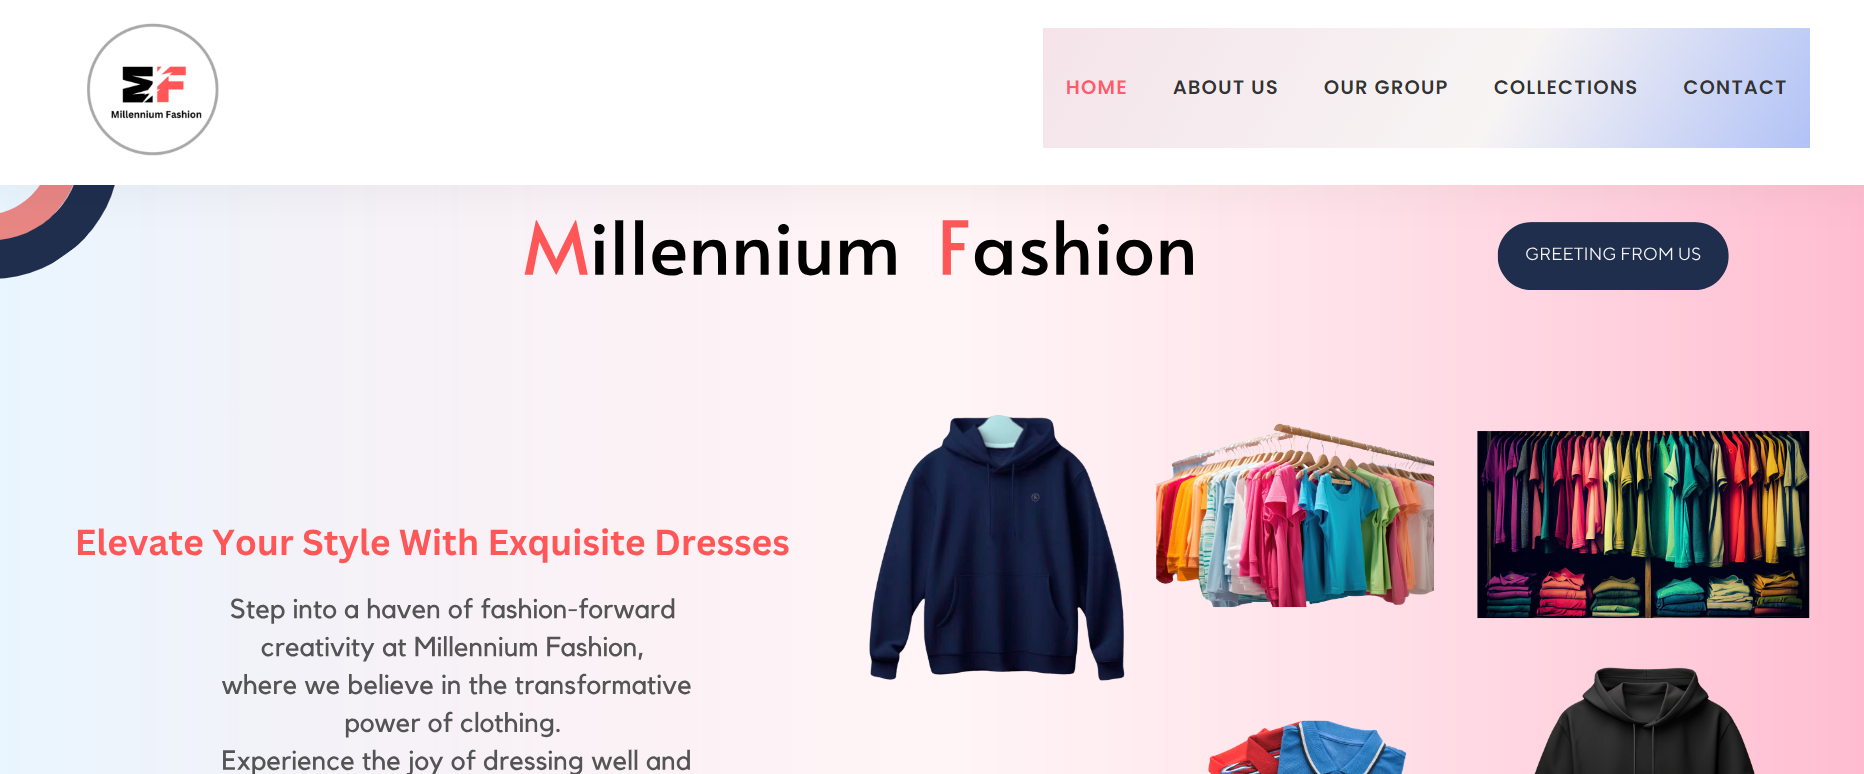 MF
Millennium Fashion
HOME ABOUT US OUR GROUP COLLECTIONS CONTACT
Millennium Fashion
GREETING FROM US
Elevate Your Style With Exquisite Dresses
Step into a haven of fashion-forward
creativity at Millennium Fashion,
where we believe in the transformative
power of clothing.
Experience the joy of dressing well and